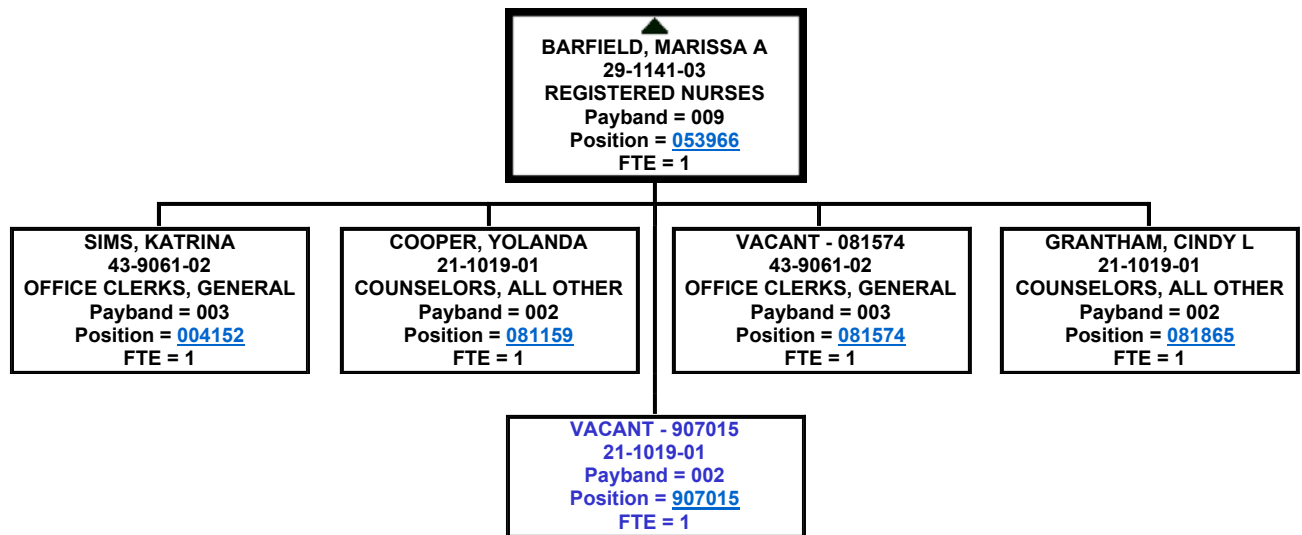 BARFIELD, MARISSA A
29-1141-03
REGISTERED NURSES
Payband = 009
Position = 053966
FTE = 1
SIMS, KATRINA
43-9061-02
OFFICE CLERKS, GENERAL
Payband = 003
Position = 004152
FTE = 1
COOPER, YOLANDA
21-1019-01
COUNSELORS, ALL OTHER
Payband = 002
Position = 081159
FTE = 1
VACANT - 081574
43-9061-02
OFFICE CLERKS, GENERAL
Payband = 003
Position = 081574
FTE = 1
GRANTHAM, CINDY L
21-1019-01
COUNSELORS, ALL OTHER
Payband = 002
Position = 081865
FTE = 1
VACANT - 907015
21-1019-01
Payband = 002
Position = 907015
FTE = 1